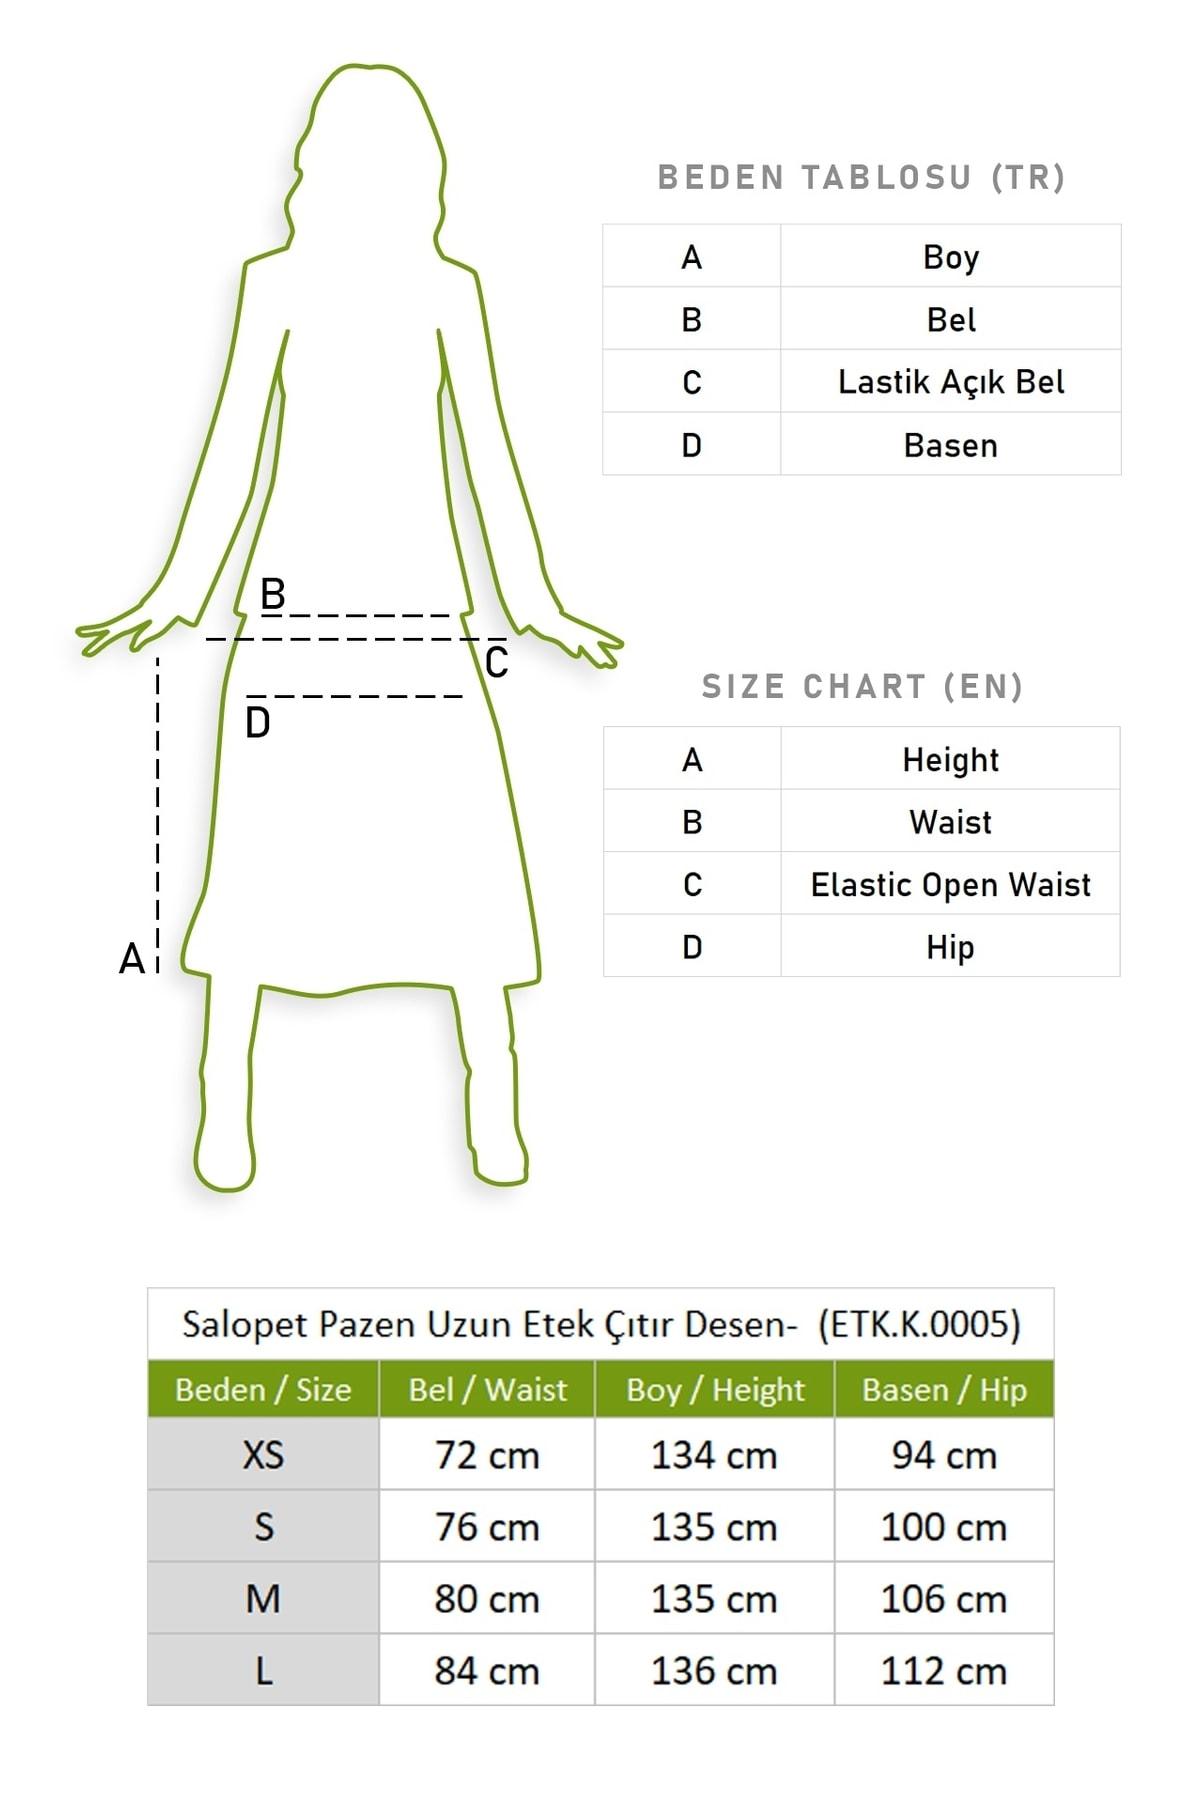 BEDEN TABLOSU (TR)
A Boy
B Bel
C Lastik Açık Bel
D Basen
B
C
D
A
SIZE CHART (EN)
A Height
B Waist
C Elastic Open Waist
D Hip
Salopet Pazen Uzun Etek Çıtır Desen- (ETK.K.0005)
Beden / Size Bel / Waist Boy / Height Basen / Hip
XS 72 cm 134 cm 94 cm
S 76 cm 135 cm 100 cm
M 80 cm 135 cm 106 cm
L 84 cm 136 cm 112 cm